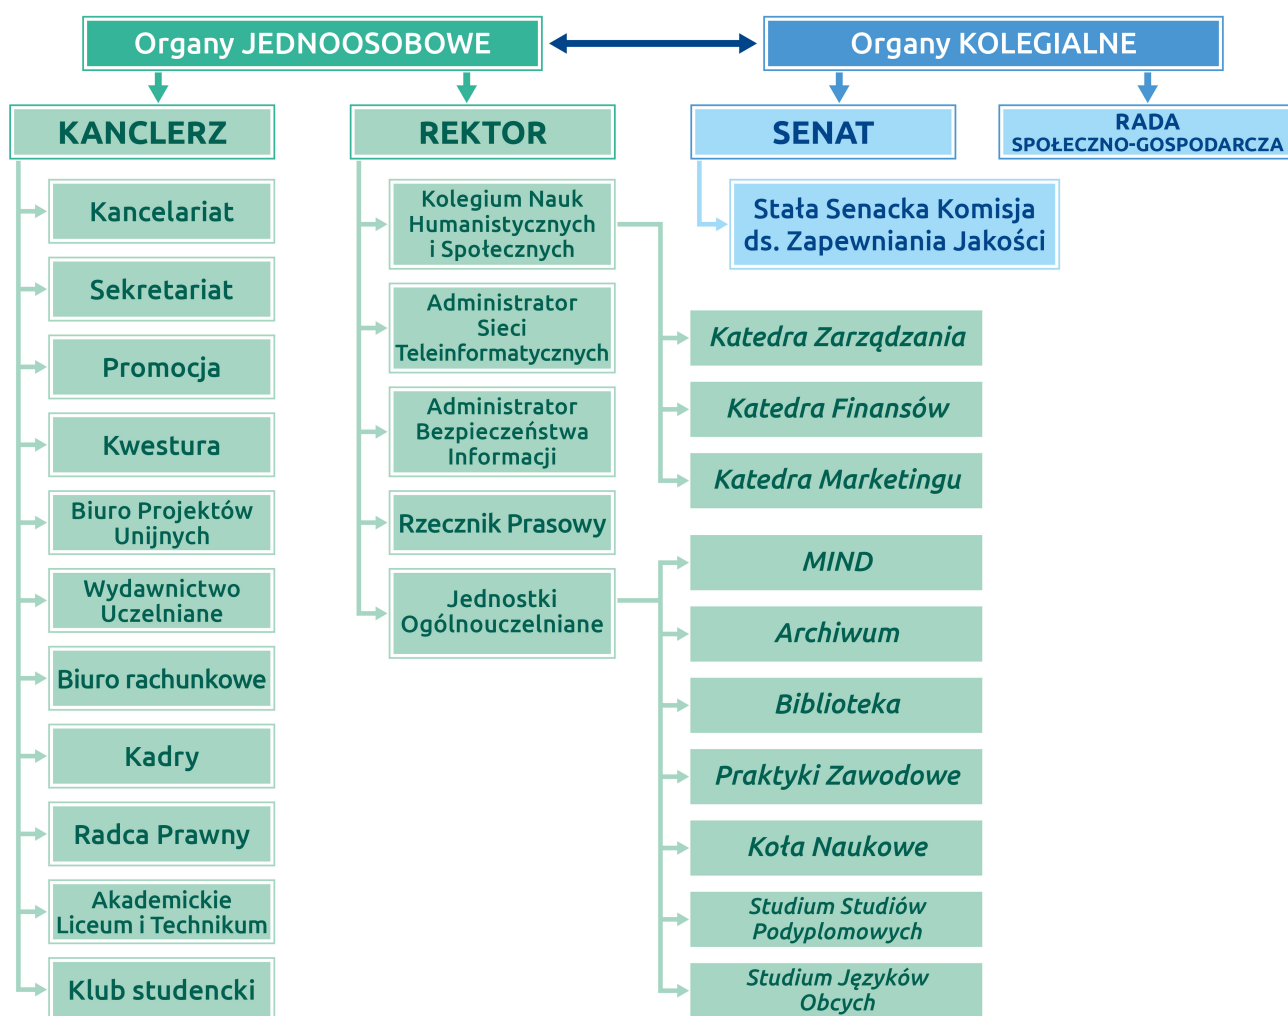 Organy JEDNOOSOBOWE
Organy KOLEGIALNE
KANCLERZ
REKTOR
SENAT
RADA
SPOŁECZNO-GOSPODARCZA
Kancelariat
Sekretariat
Promocja
Kwestura
Biuro Projektów
Unijnych
Wydawnictwo
Uczelniane
Biuro rachunkowe
Kadry
Radca Prawny
Akademickie
Liceum i Technikum
Klub studencki
Kolegium Nauk
Humanistycznych
i Społecznych
Administrator
Sieci
Teleinformatycznych
Administrator
Bezpieczeństwa
Informacji
Rzecznik Prasowy
Jednostki
Ogólnouczelniane
Stała Senacka Komisja
ds. Zapewniania Jakości
Katedra Zarządzania
Katedra Finansów
Katedra Marketingu
MIND
Archiwum
Biblioteka
Praktyki Zawodowe
Koła Naukowe
Studium Studiów
Podyplomowych
Studium Języków
Obcych